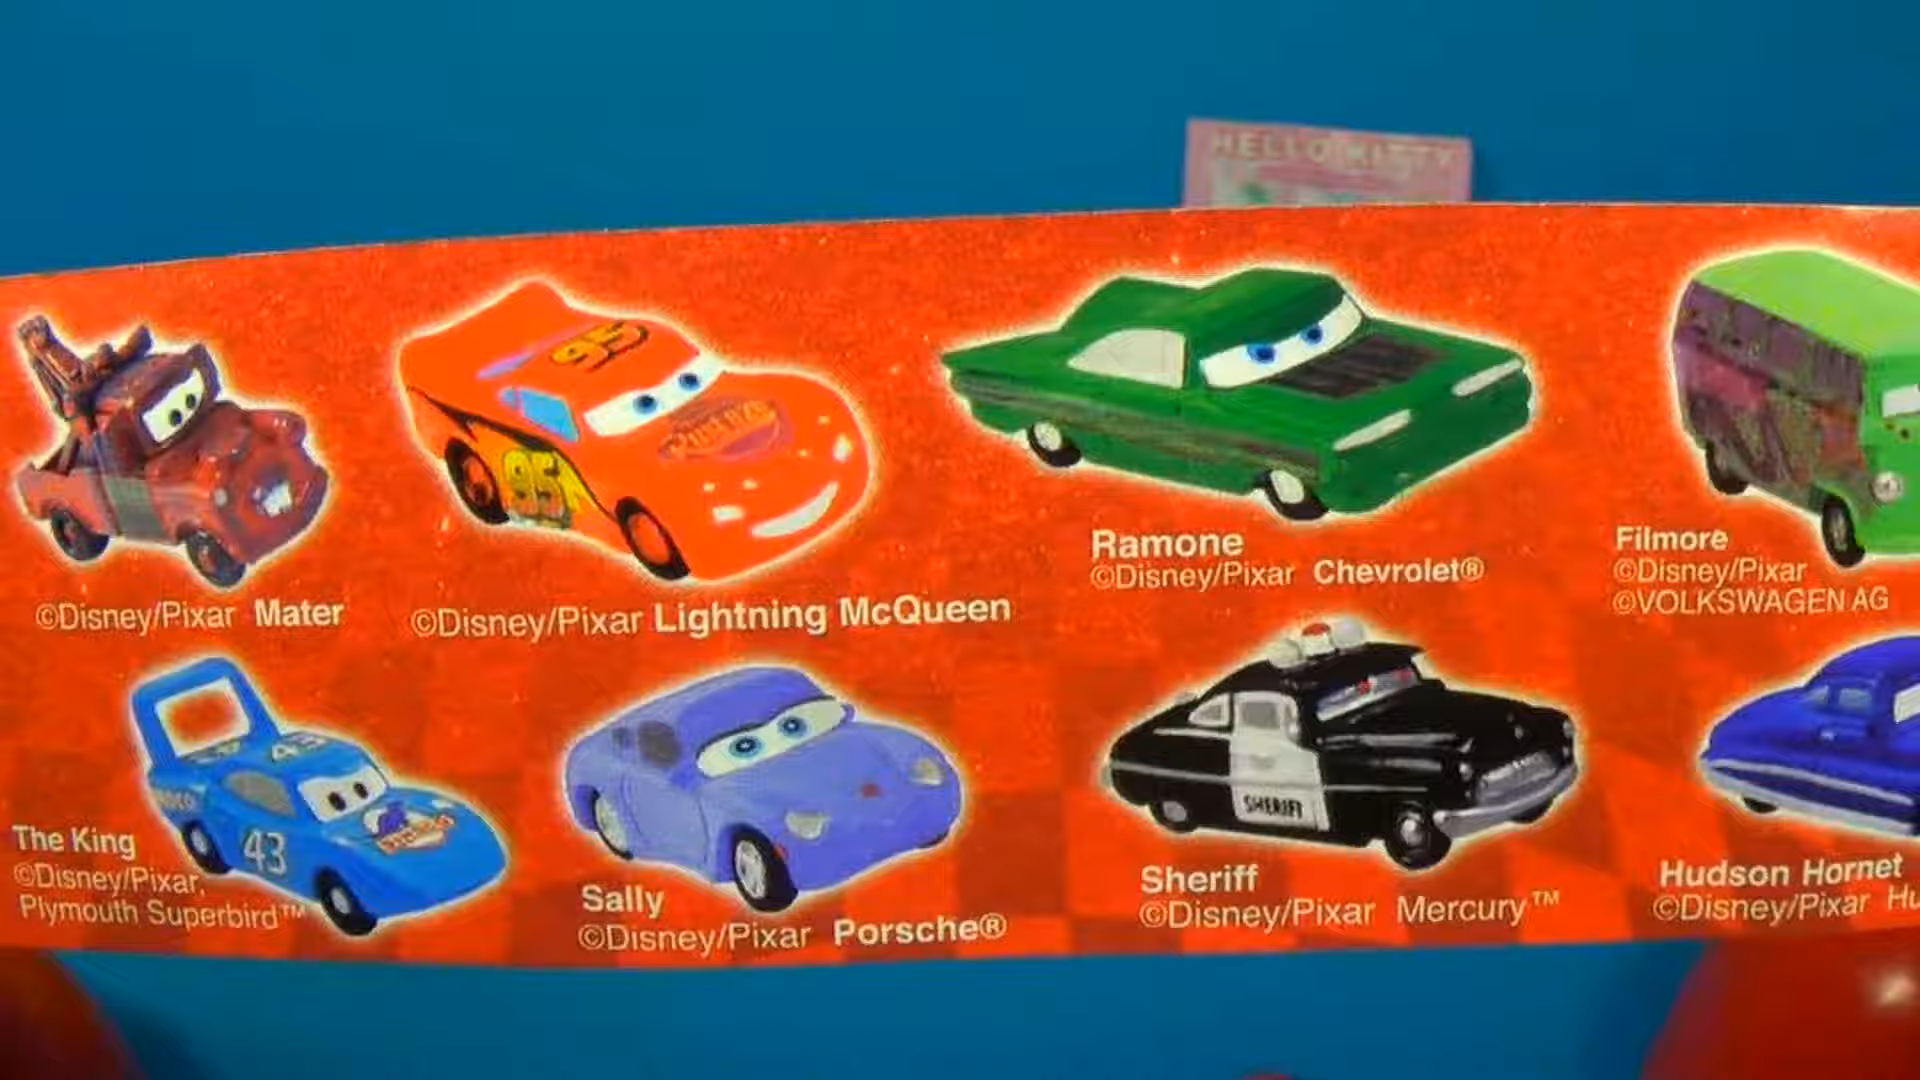 HELLO KITTY
95
95
©Disney/Pixar Mater
©Disney/Pixar Lightning McQueen
Ramone
©Disney/Pixar Chevrolet®
Filmore
©Disney/Pixar
©VOLKSWAGEN AG
43
43
The King
©Disney/Pixar,
Plymouth Superbird™
Sally
©Disney/Pixar Porsche®
SHERIFF
Sheriff
©Disney/Pixar Mercury™
Hudson Hornet
©Disney/Pixar Hu